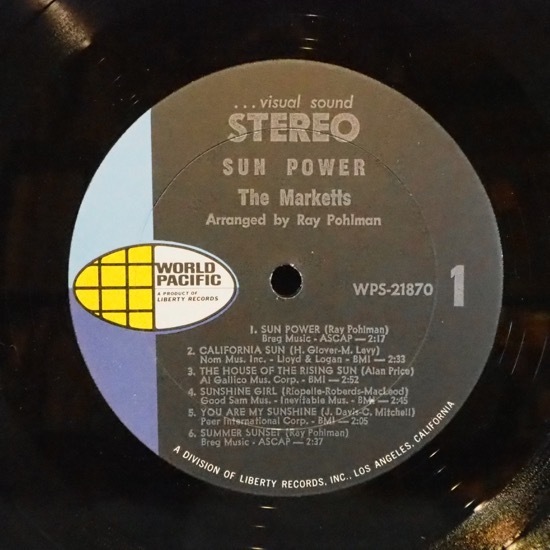 ...visual sound
STEREO
SUN POWER
The Marketts
Arranged by Ray Pohlman
WORLD
PACIFIC
A PRODUCT OF
LIBERTY RECORDS
WPS-21870
1
1. SUN POWER (Ray Pohlman)
Breg Music - ASCAP — 2:17
2. CALIFORNIA SUN (H. Glover-M. Levy)
Nom Mus. Inc. - Lloyd & Logan - BMI — 2:33
3. THE HOUSE OF THE RISING SUN (Alan Price)
Al Gallico Mus. Corp. - BMI — 2:52
4. SUNSHINE GIRL (Riopelle-Roberds-MacLeod)
Good Sam Mus. - Inevitable Mus. - BMI — 2:45
5. YOU ARE MY SUNSHINE (J. Davis-C. Mitchell)
Peer International Corp. - BMI — 2:05
6. SUMMER SUNSET (Ray Pohlman)
Breg Music - ASCAP — 2:37
A DIVISION OF LIBERTY RECORDS, INC., LOS ANGELES, CALIFORNIA